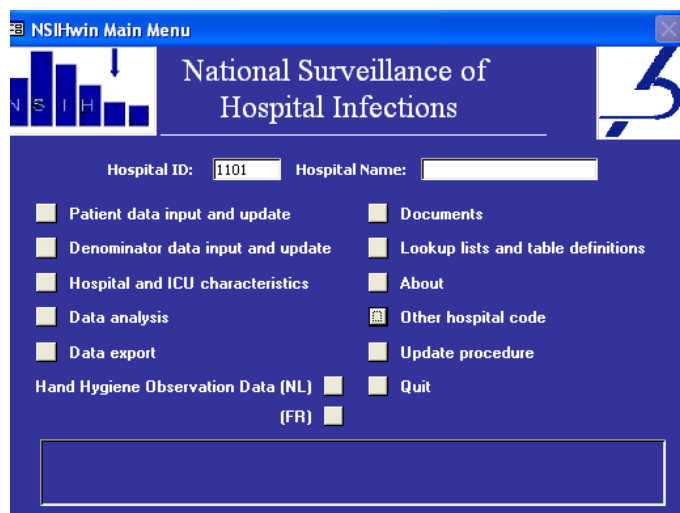 NSIHwin Main Menu
NSIH
National Surveillance of
Hospital Infections
Hospital ID: 1101 Hospital Name:
Patient data input and update
Documents
Denominator data input and update
Lookup lists and table definitions
Hospital and ICU characteristics
About
Data analysis
Other hospital code
Data export
Update procedure
Hand Hygiene Observation Data (NL)
Quit
(FR)